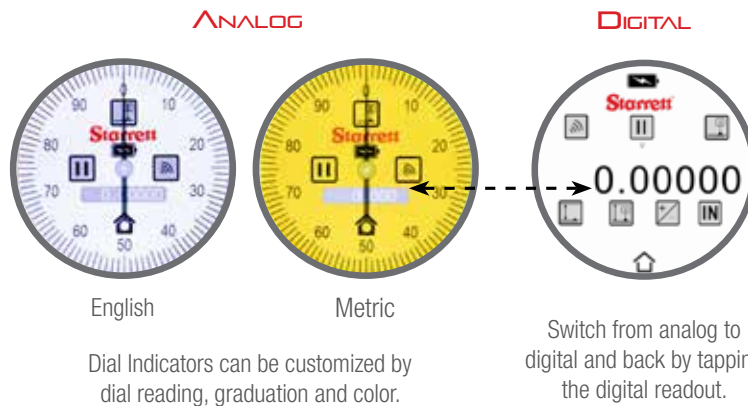 ANALOG
DIGITAL
0
10
20
30
40
50
60
70
80
90
Starrett
0
10
20
30
40
50
60
70
80
90
Starrett
Starrett
0.00000
IN
English
Metric
Dial Indicators can be customized by
dial reading, graduation and color.
Switch from analog to
digital and back by tappin
the digital readout.